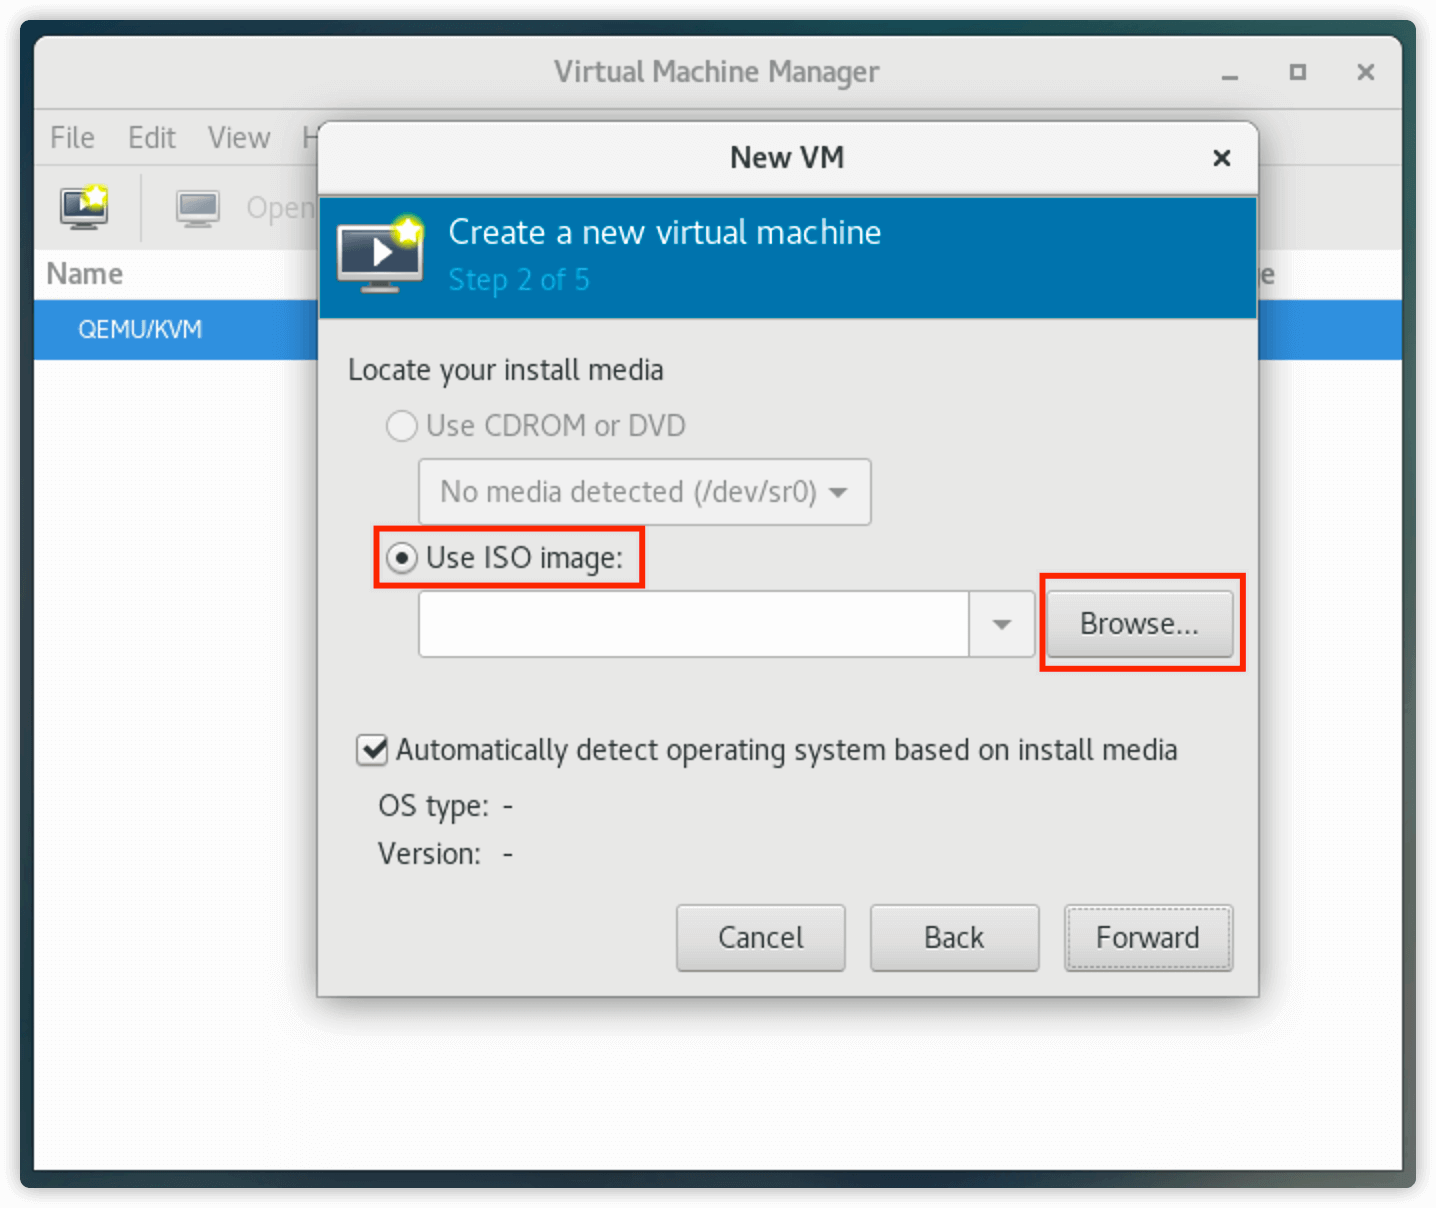 Virtual Machine Manager
File Edit View H
New VM
Open
Create a new virtual machine
Step 2 of 5
Name
QEMU/KVM
Locate your install media
Use CDROM or DVD
No media detected (/dev/sr0)
Use ISO image:
Browse...
Automatically detect operating system based on install media
OS type: -
Version: -
Cancel Back Forward